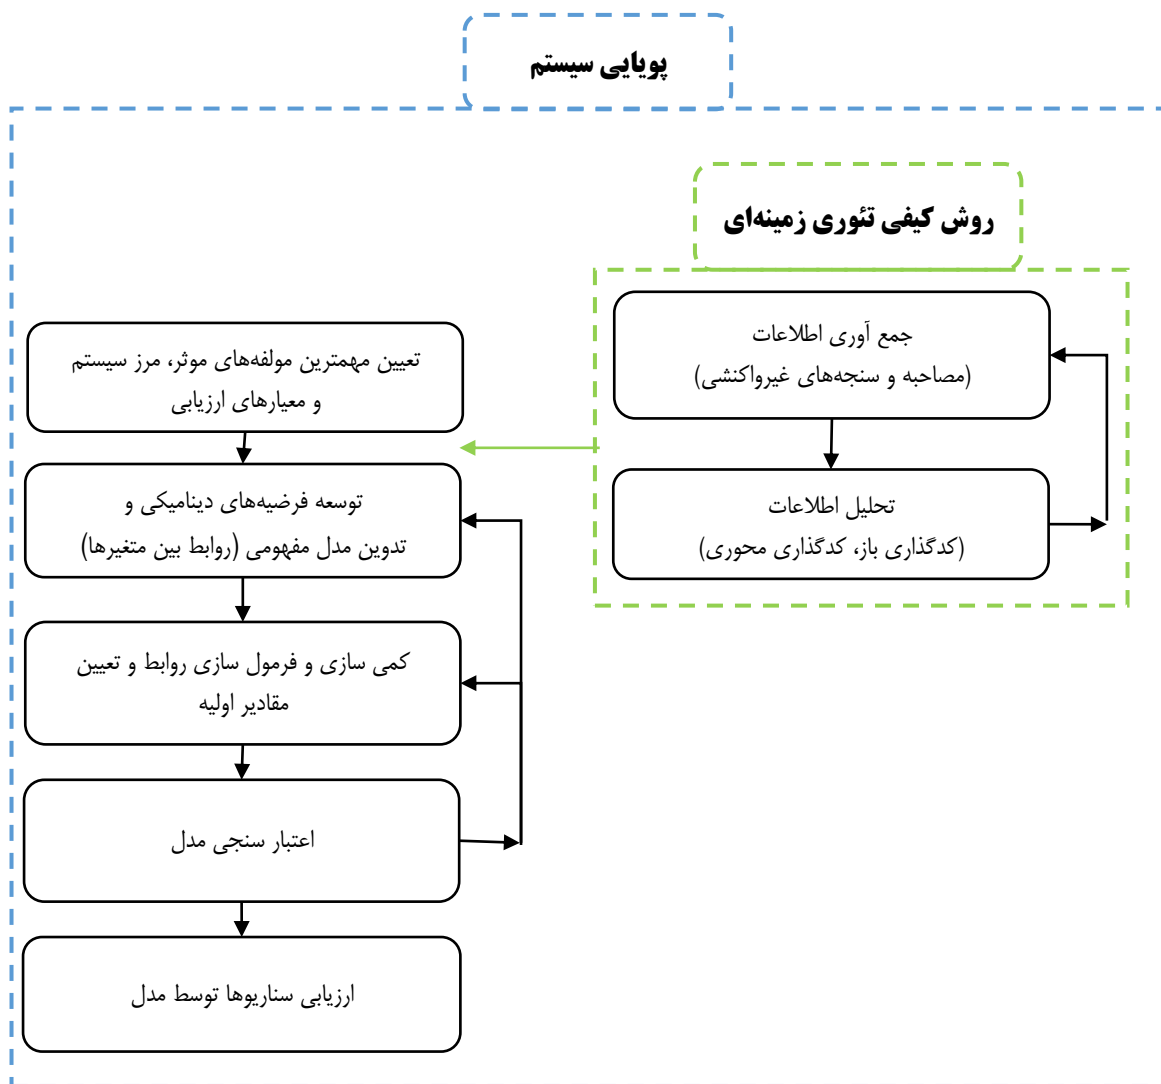 پویایی سیستم
روش کیفی تئوری زمینه‌ای
جمع آوری اطلاعات
(مصاحبه و سنجه‌های غیرواکنشی)
تحلیل اطلاعات
(کدگذاری باز، کدگذاری محوری)
تعیین مهمترین مولفه‌های موثر، مرز سیستم
و معیارهای ارزیابی
توسعه فرضیه‌های دینامیکی و
تدوین مدل مفهومی (روابط بین متغیرها)
کمی سازی و فرمول سازی روابط و تعیین
مقادیر اولیه
اعتبار سنجی مدل
ارزیابی سناریوها توسط مدل